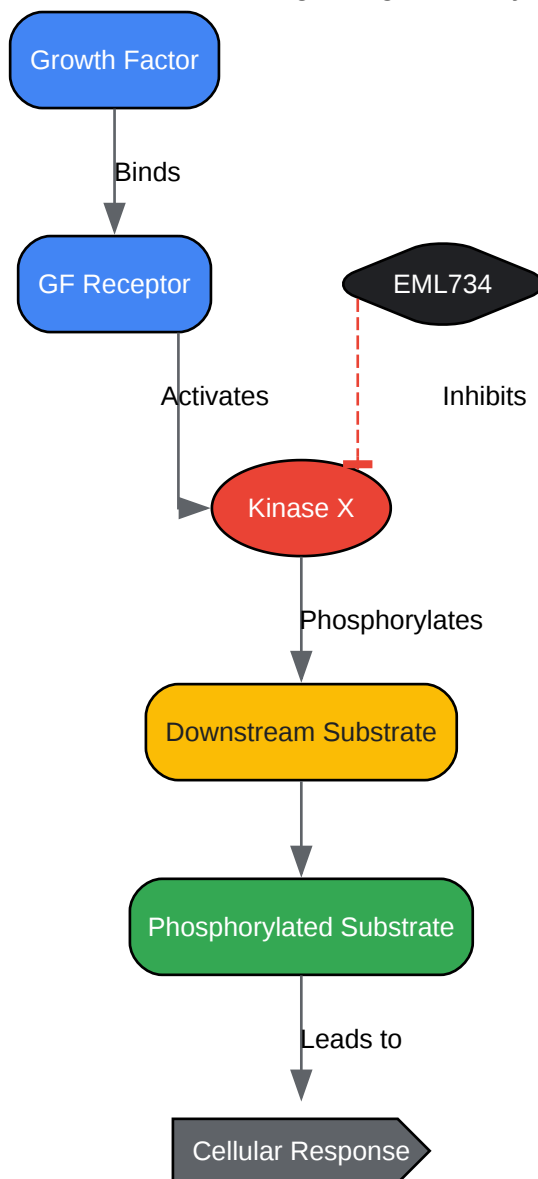 Growth Factor
Binds
GF Receptor
EML734
Activates
Inhibits
Kinase X
Phosphorylates
Downstream Substrate
Phosphorylated Substrate
Leads to
Cellular Response